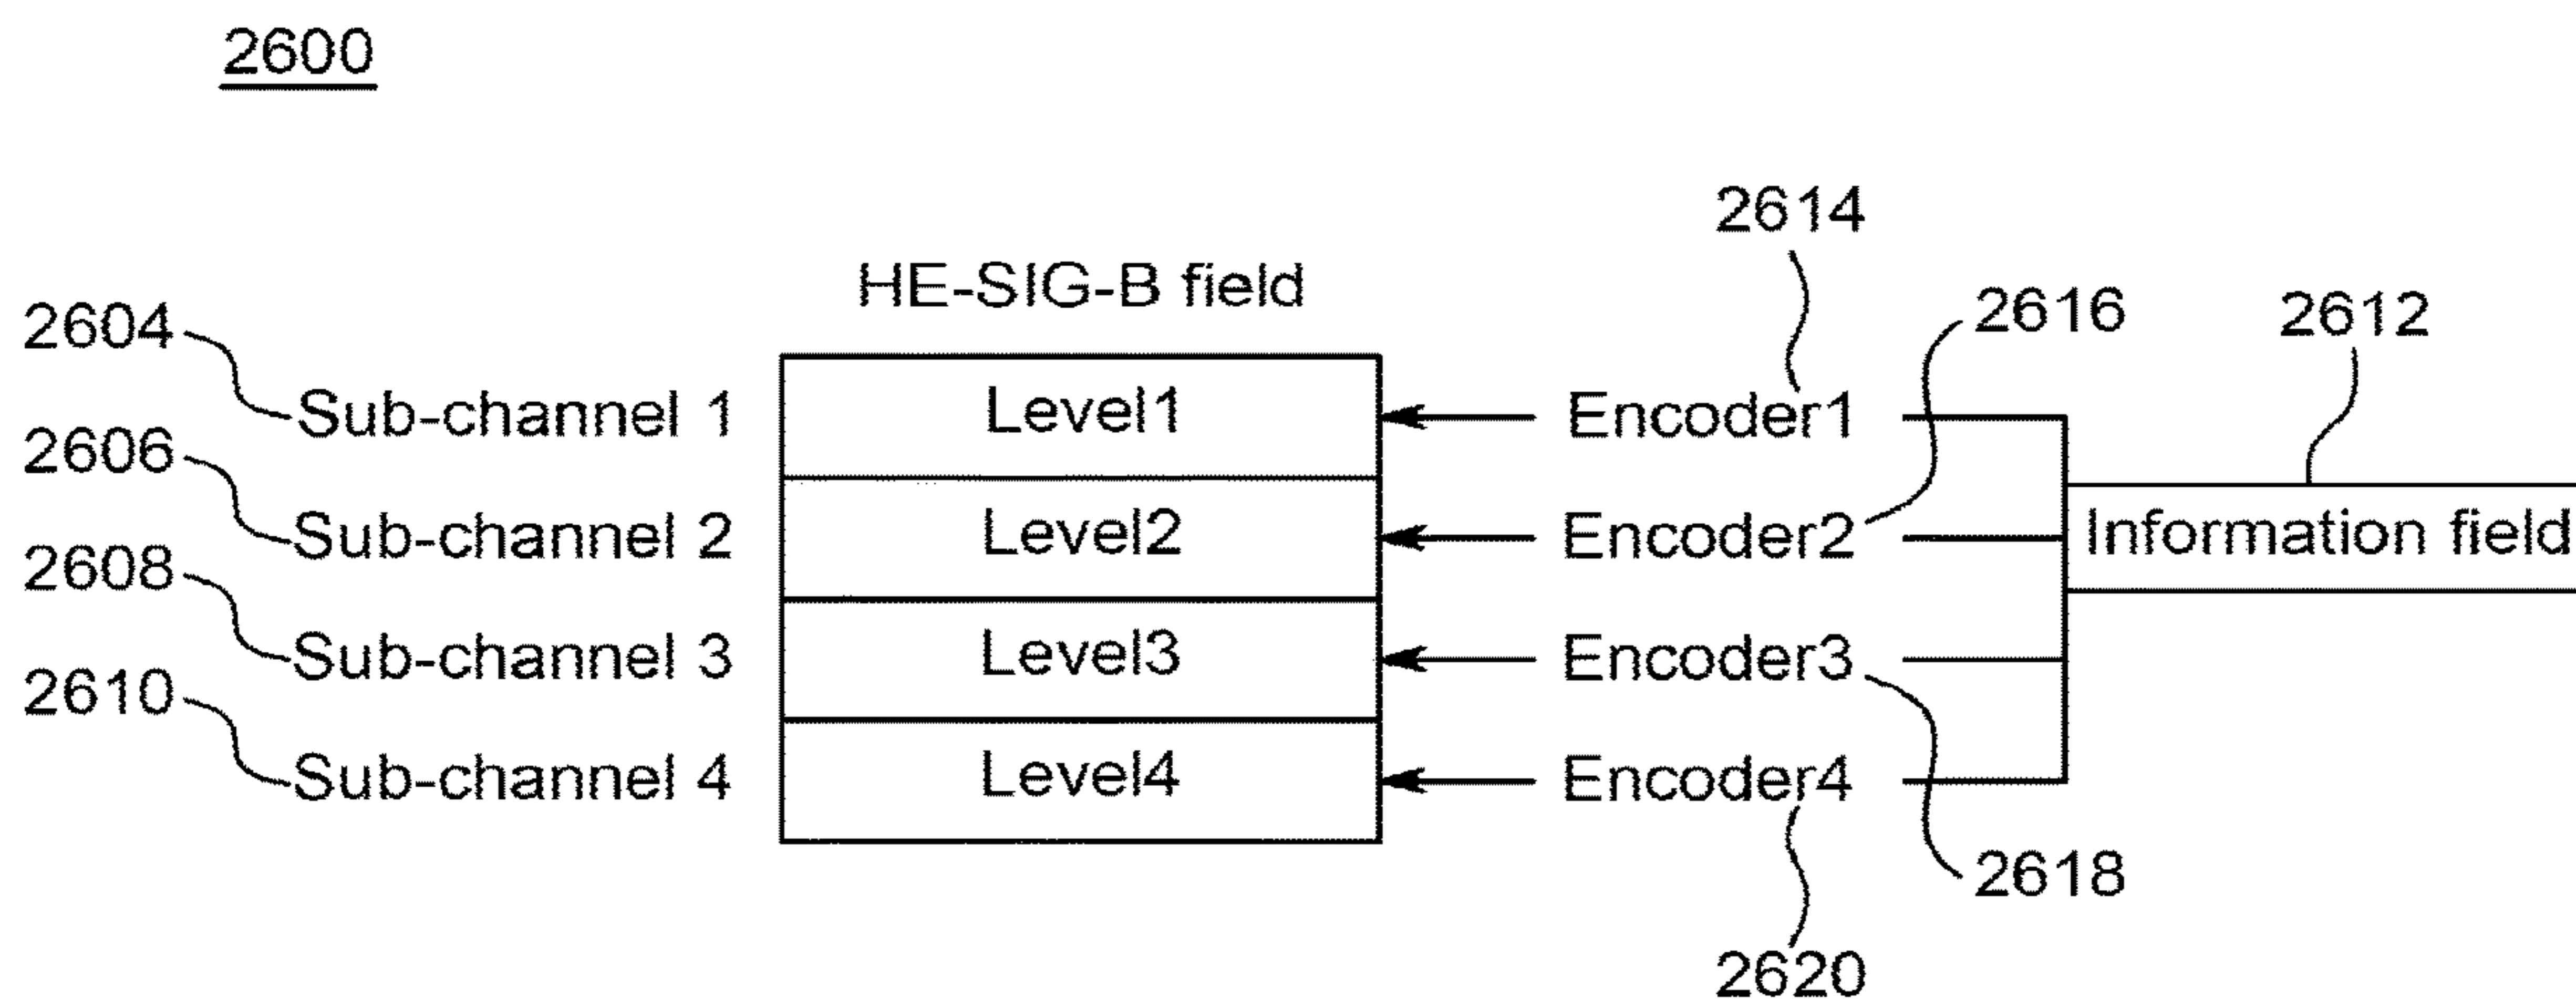 2600
2614
HE-SIG-B field
2604
2616
2612
Sub-channel 1
Level1
Encoder1
2606
Sub-channel 2
Level2
Encoder2
Information field
2608
Sub-channel 3
Level3
Encoder3
2610
Sub-channel 4
Level4
Encoder4
2618
2620